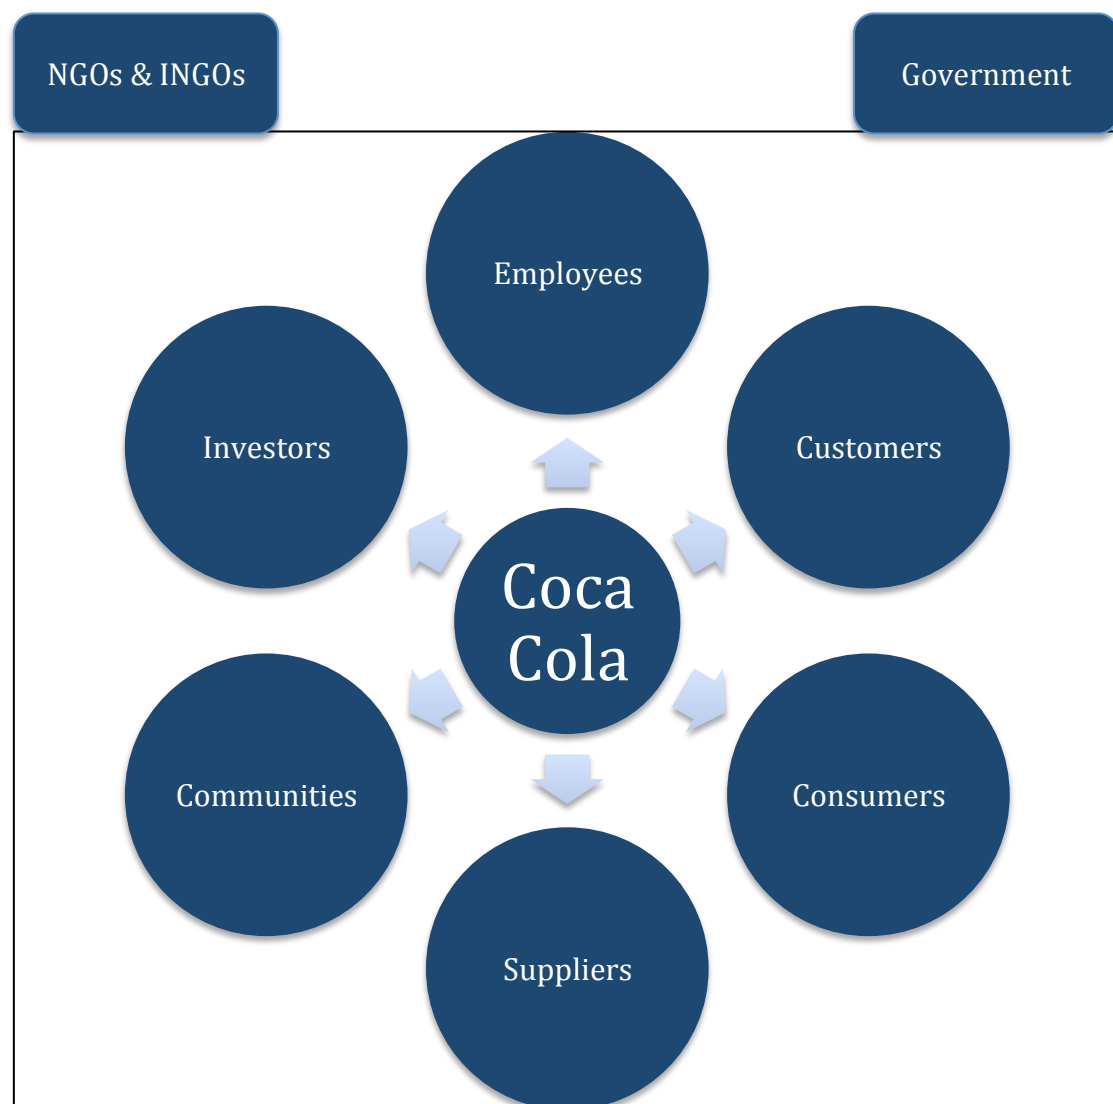 NGOs & INGOs
Government
Employees
Investors
Customers
Coca
Cola
Communities
Consumers
Suppliers